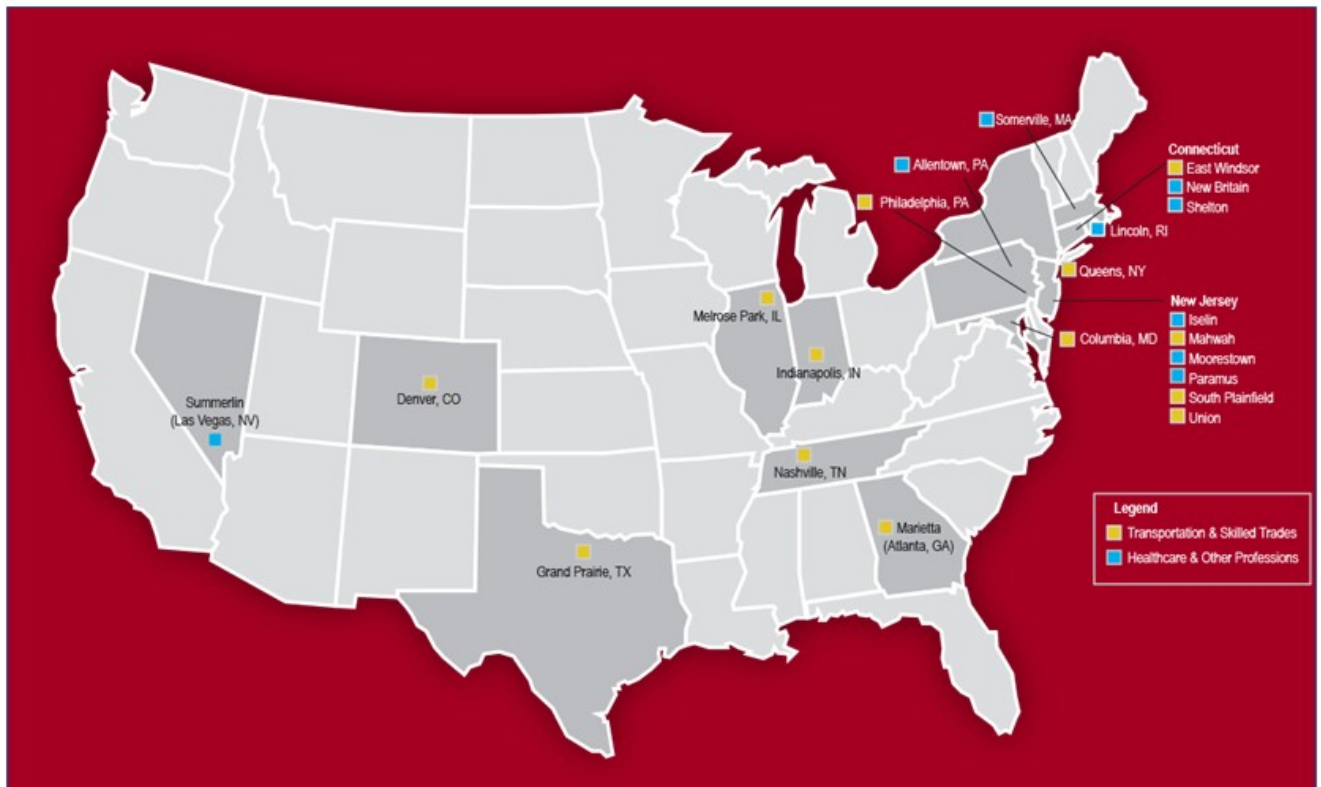 Somerville, MA
Allentown, PA
Philadelphia, PA
Connecticut
East Windsor
New Britain
Shelton
Lincoln, RI
Queens, NY
New Jersey
Iselin
Mahwah
Moorestown
Paramus
South Plainfield
Union
Columbia, MD
Melrose Park, IL
Indianapolis, IN
Denver, CO
Summerlin
(Las Vegas, NV)
Nashville, TN
Marietta
(Atlanta, GA)
Grand Prairie, TX
Legend
Transportation & Skilled Trades
Healthcare & Other Professions